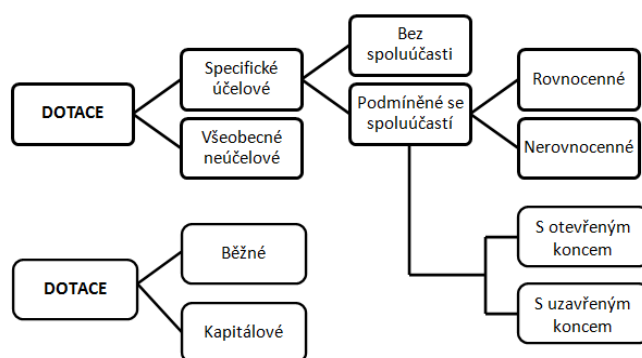 DOTACE
Specifické
účelové
Všeobecné
neúčelové
Bez
spoluúčasti
Podmíněné se
spoluúčastí
Rovnocenné
Nerovnocenné
S otevřeným
koncem
S uzavřeným
koncem
DOTACE
Běžné
Kapitálové